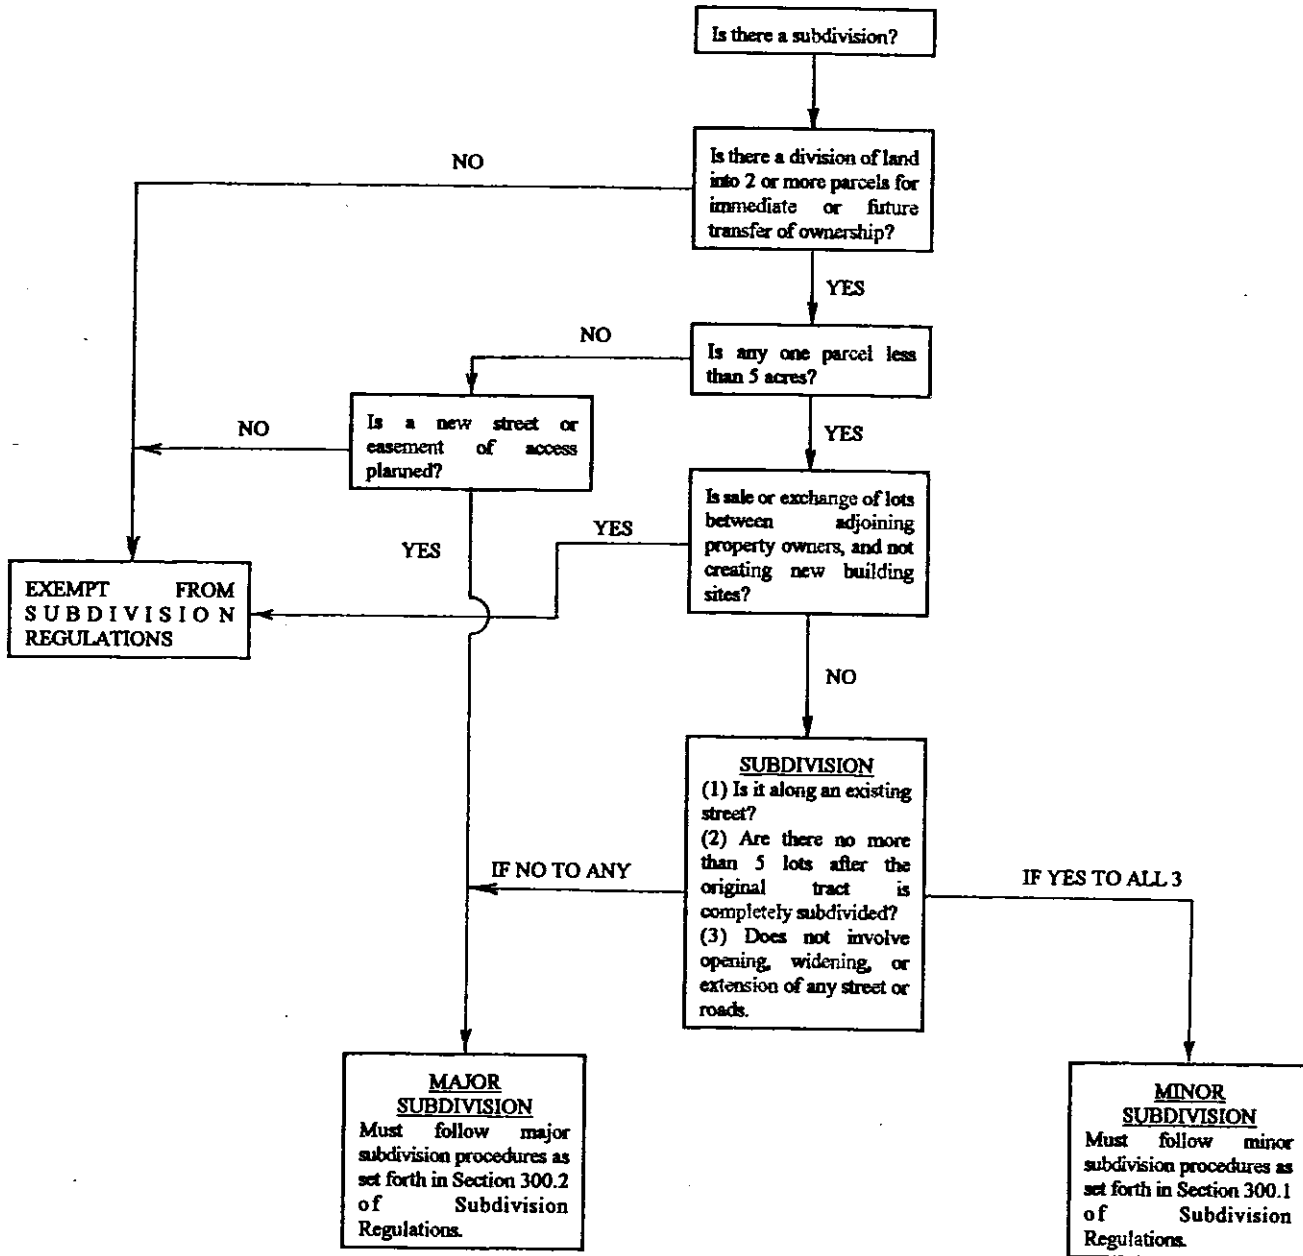 Is there a subdivision?
Is there a division of land
into 2 or more parcels for
immediate or future
transfer of ownership?
NO
YES
Is any one parcel less
than 5 acres?
NO
YES
Is a new street or
easement of access
planned?
NO
YES
Is sale or exchange of lots
between adjoining
property owners, and not
creating new building
sites?
YES
NO
EXEMPT FROM
SUBDIVISION
REGULATIONS
SUBDIVISION
(1) Is it along an existing
street?
(2) Are there no more
than 5 lots after the
original tract is
completely subdivided?
(3) Does not involve
opening, widening, or
extension of any street or
roads.
IF NO TO ANY
IF YES TO ALL 3
MAJOR
SUBDIVISION
Must follow major
subdivision procedures as
set forth in Section 300.2
of Subdivision
Regulations.
MINOR
SUBDIVISION
Must follow minor
subdivision procedures as
set forth in Section 300.1
of Subdivision
Regulations.